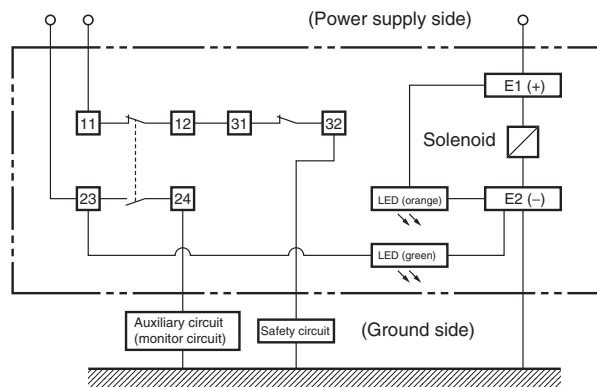 (Power supply side)
E1 (+)
11
12
31
32
Solenoid
23
24
LED (orange)
E2 (−)
LED (green)
Auxiliary circuit
(monitor circuit)
Safety circuit
(Ground side)